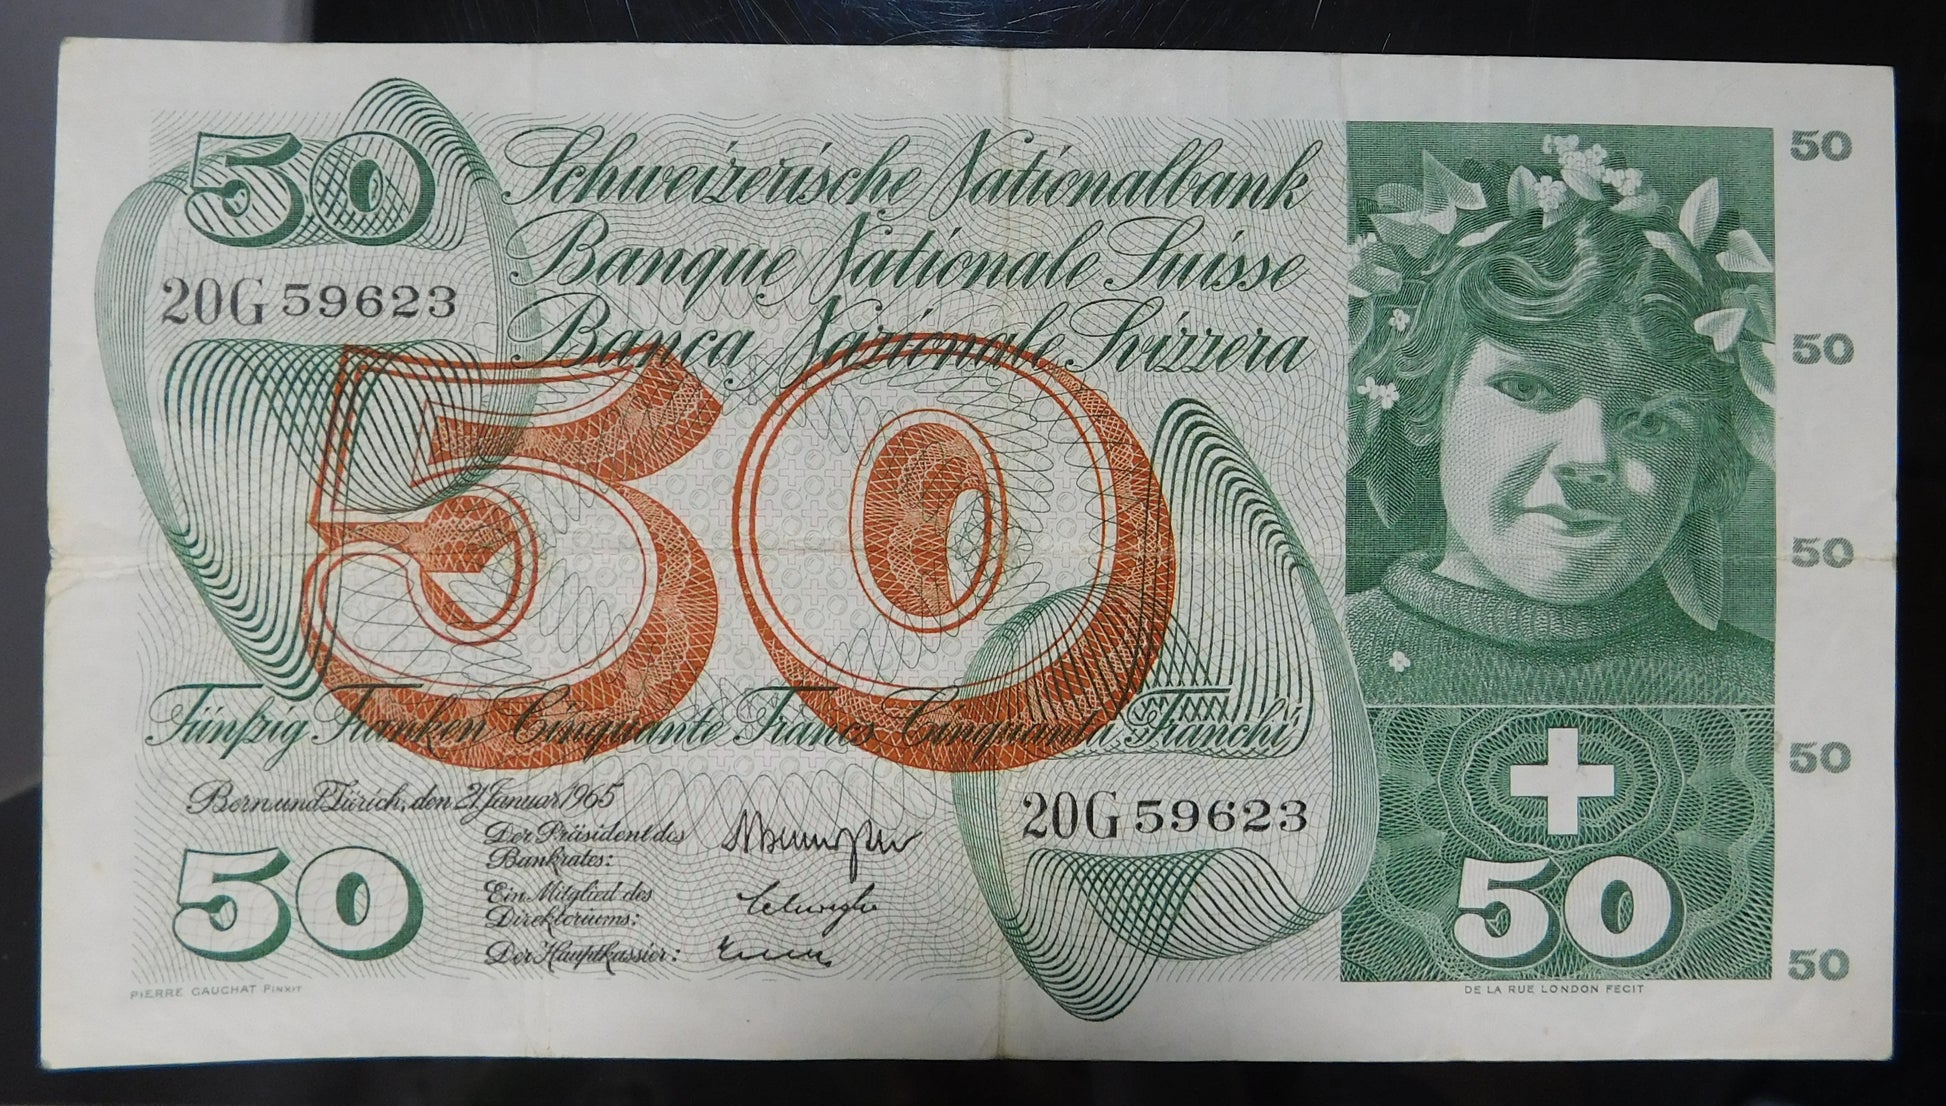 50
Schweizerische Nationalbank
Banque Nationale Suisse
Banca Nazionale Svizzera
20G 59623
50
Fünfzig Franken Cinquante Francs Cinquanta Franchi
Bern und Zürich, den 21. Januar 1965
Der Präsident des
Bankrates:
Ein Mitglied des
Direktoriums:
Der Hauptkassier:
20G 59623
50
PIERRE GAUCHAT PINXIT
50
DE LA RUE LONDON FECIT
50
50
50
50
50